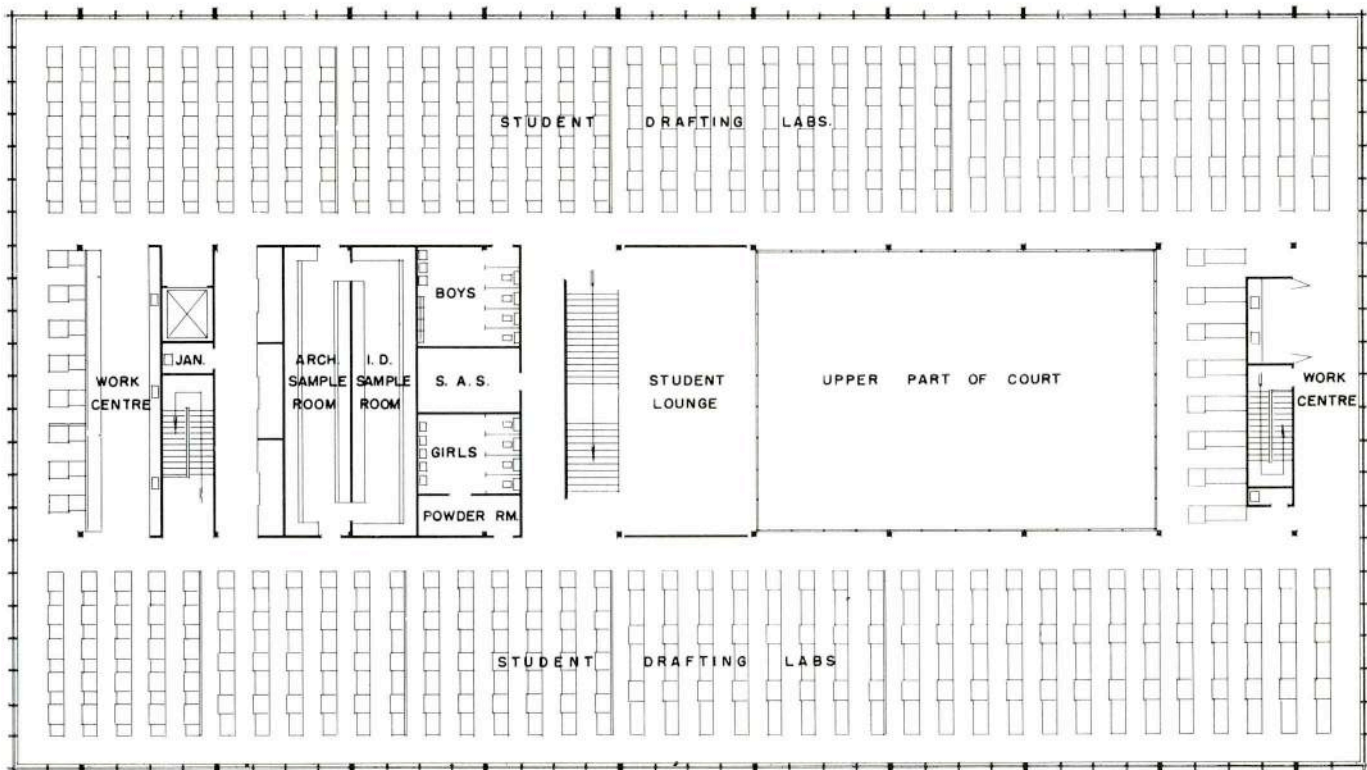 STUDENT DRAFTING LABS.
BOYS
JAN.
ARCH. SAMPLE ROOM
I. D. SAMPLE ROOM
S. A. S.
WORK CENTRE
STUDENT LOUNGE
UPPER PART OF COURT
WORK CENTRE
GIRLS
POWDER RM.
STUDENT DRAFTING LABS